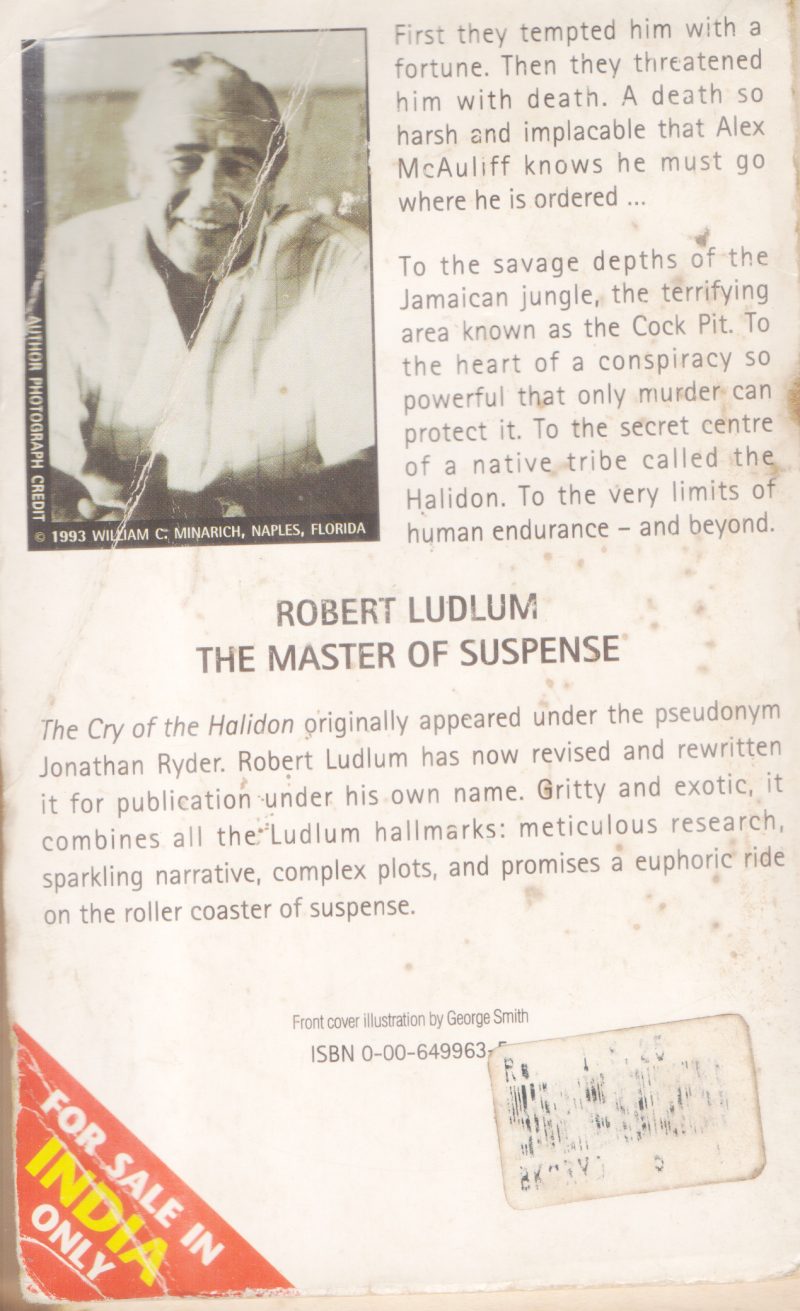 First they tempted him with a
fortune. Then they threatened
him with death. A death so
harsh and implacable that Alex
McAuliff knows he must go
where he is ordered ...
To the savage depths of the
Jamaican jungle, the terrifying
area known as the Cock Pit. To
the heart of a conspiracy so
powerful that only murder can
protect it. To the secret centre
of a native tribe called the
Halidon. To the very limits of
human endurance – and beyond.
AUTHOR PHOTOGRAPH CREDIT
© 1993 WILLIAM C. MINARICH, NAPLES, FLORIDA
ROBERT LUDLUM
THE MASTER OF SUSPENSE
The Cry of the Halidon originally appeared under the pseudonym
Jonathan Ryder. Robert Ludlum has now revised and rewritten
it for publication under his own name. Gritty and exotic, it
combines all the Ludlum hallmarks: meticulous research,
sparkling narrative, complex plots, and promises a euphoric ride
on the roller coaster of suspense.
Front cover illustration by George Smith
ISBN 0-00-649963-
FOR SALE IN
INDIA
ONLY